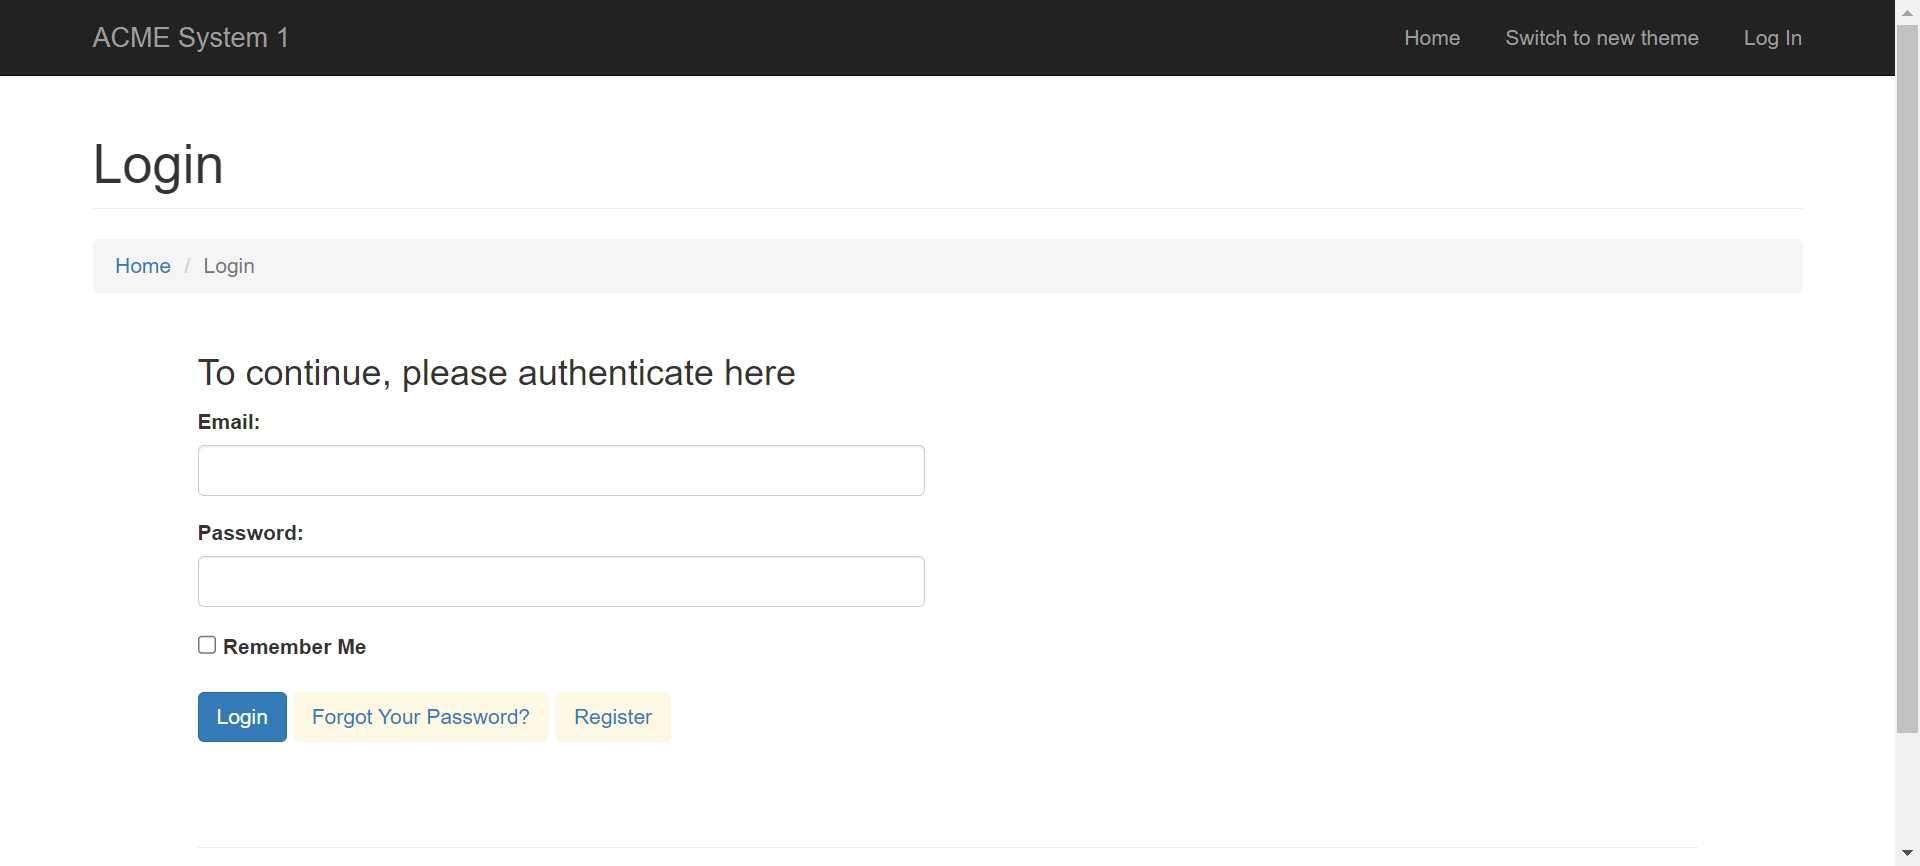 ACME System 1 Home Switch to new theme Log In
Login
Home / Login
To continue, please authenticate here
Email:
Password:
Remember Me
Login Forgot Your Password? Register